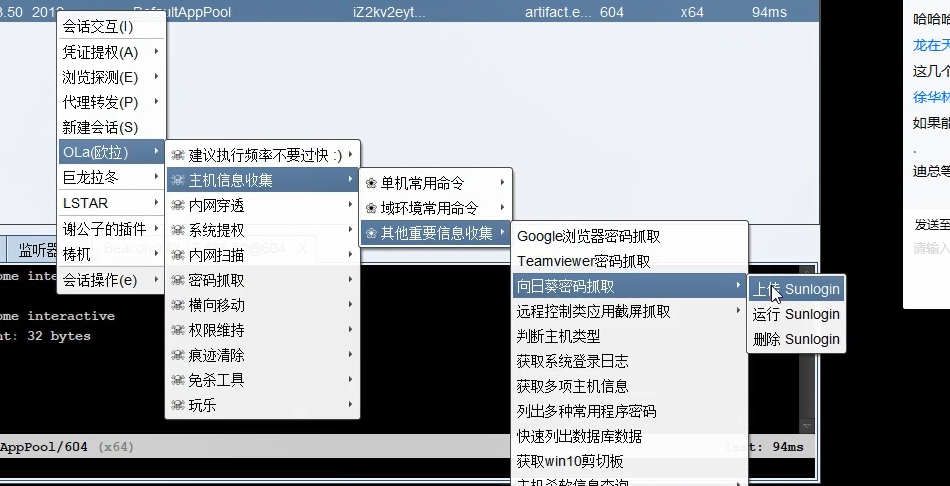 3.50 2012 DefaultAppPool iZ2kv2eyt... artifact.e... 604 x64 94ms
会话交互(I)
凭证提权(A)
浏览探测(E)
代理转发(P)
新建会话(S)
OLa(欧拉)
巨龙拉冬
LSTAR
谢公子的插件
梼杌
会话操作(e)
建议执行频率不要过快 :)
主机信息收集
内网穿透
系统提权
内网扫描
密码抓取
横向移动
权限维持
痕迹清除
免杀工具
玩乐
单机常用命令
域环境常用命令
其他重要信息收集
Google浏览器密码抓取
Teamviewer密码抓取
向日葵密码抓取
远程控制类应用截屏抓取
判断主机类型
获取系统登录日志
获取多项主机信息
列出多种常用程序密码
快速列出数据库数据
获取win10剪切板
主机杀软信息查询
上传 Sunlogin
运行 Sunlogin
删除 Sunlogin
监听器
@604 X
ome inte
ome interactive
nt: 32 bytes
AppPool/604 (x64)
last: 94ms
哈哈哈
龙在天
这几个
徐华林
如果能
.
迪总等
发送至
请输入